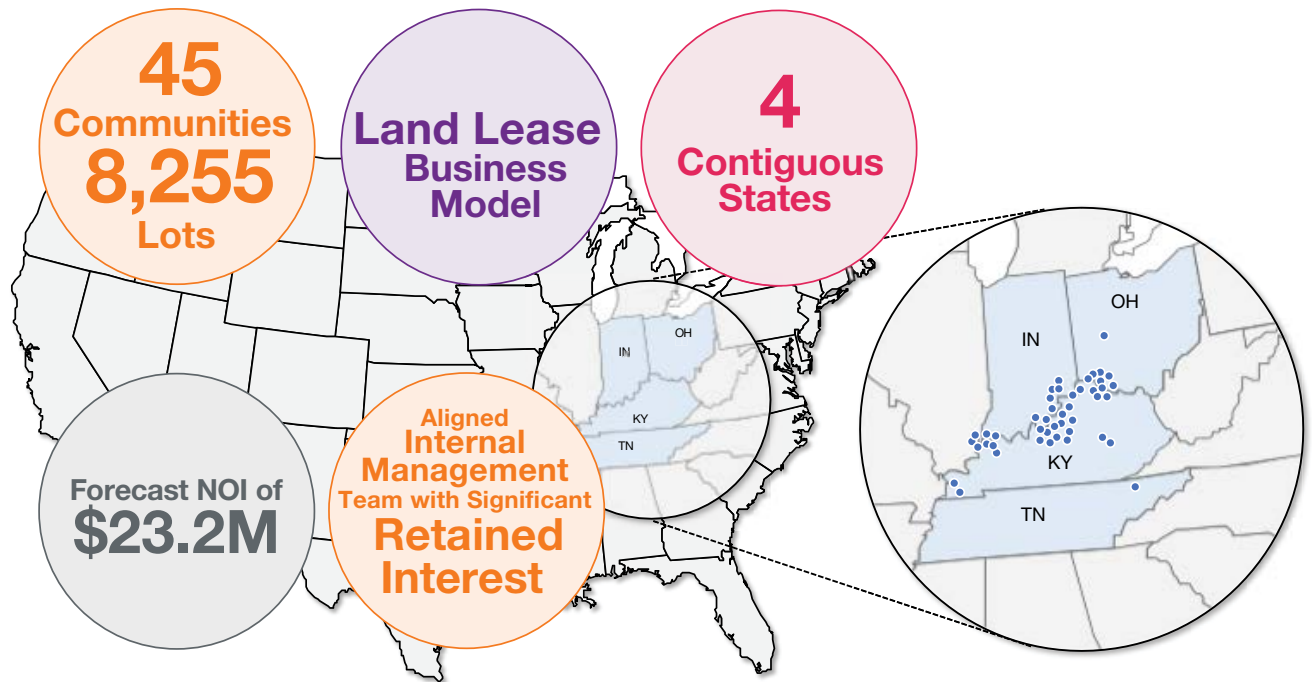 45
Communities
8,255
Lots
Land Lease
Business
Model
4
Contiguous
States
Forecast NOI of
$23.2M
Aligned
Internal
Management
Team with Significant
Retained
Interest
IN
OH
KY
TN
OH
IN
KY
TN